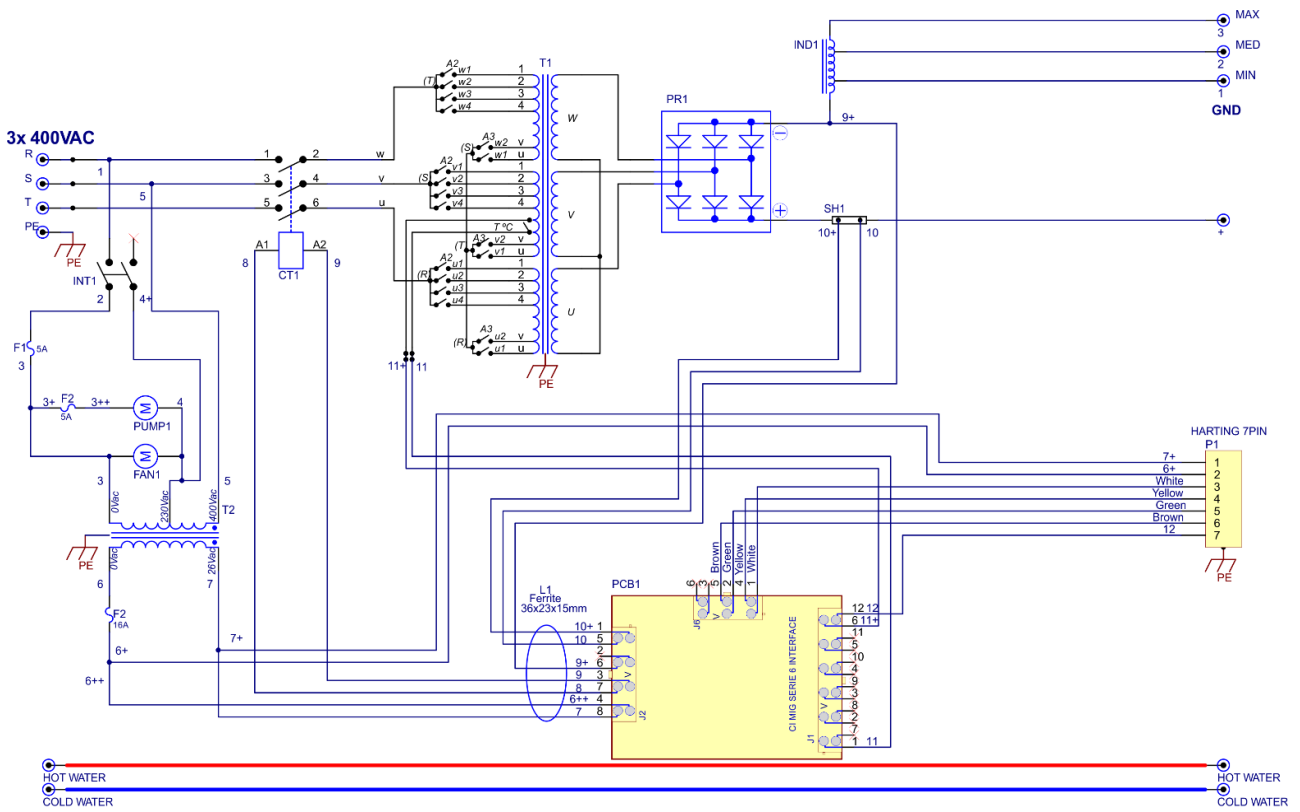 MAX
3
IND1
MED
2
MIN
1
GND
9+
3x 400VAC
R
S
T
PE
PE
1
5
INT1
2
4+
1 2
3 4
5 6
w
v
u
A1 A2
8 CT1 9
A2
(T)
w1
w2
w3
w4
1
2
3
4
T1
W
A3
(S)
w2
w1
v
u
A2
(S
v1
v2
v3
v4
1
2
3
4
V
T ºC
A3
(T)
v2
v1
v
u
A2
(R)
u1
u2
u3
u4
1
2
3
4
U
A3
(R)
u2
u1
v
u
PE
11+ 11
PR1
−
+
SH1
10+ 10
+
F1 5A
3
3+ F2 5A 3++
M
PUMP1
4
M
FAN1
3
5
0Vac
230Vac
400Vac
T2
PE
0Vac
26Vac
6
7
F2
16A
6+
7+
6++
HARTING 7PIN
P1
7+ 1
6+ 2
White 3
Yellow 4
Green 5
Brown 6
12 7
PE
PCB1
L1
Ferrite
36x23x15mm
10+ 1
10 5
2
9+ 6
9 3
8 7
6++ 4
7 8
V
J2
6
3
5 Brown
2 Green
4 Yellow
1 White
J6
V
CI MIG SERIE 6 INTERFACE
12 12
6 11+
11
5
10
4
9
3
8
2
7
1 11
V
J1
HOT WATER
HOT WATER
COLD WATER
COLD WATER